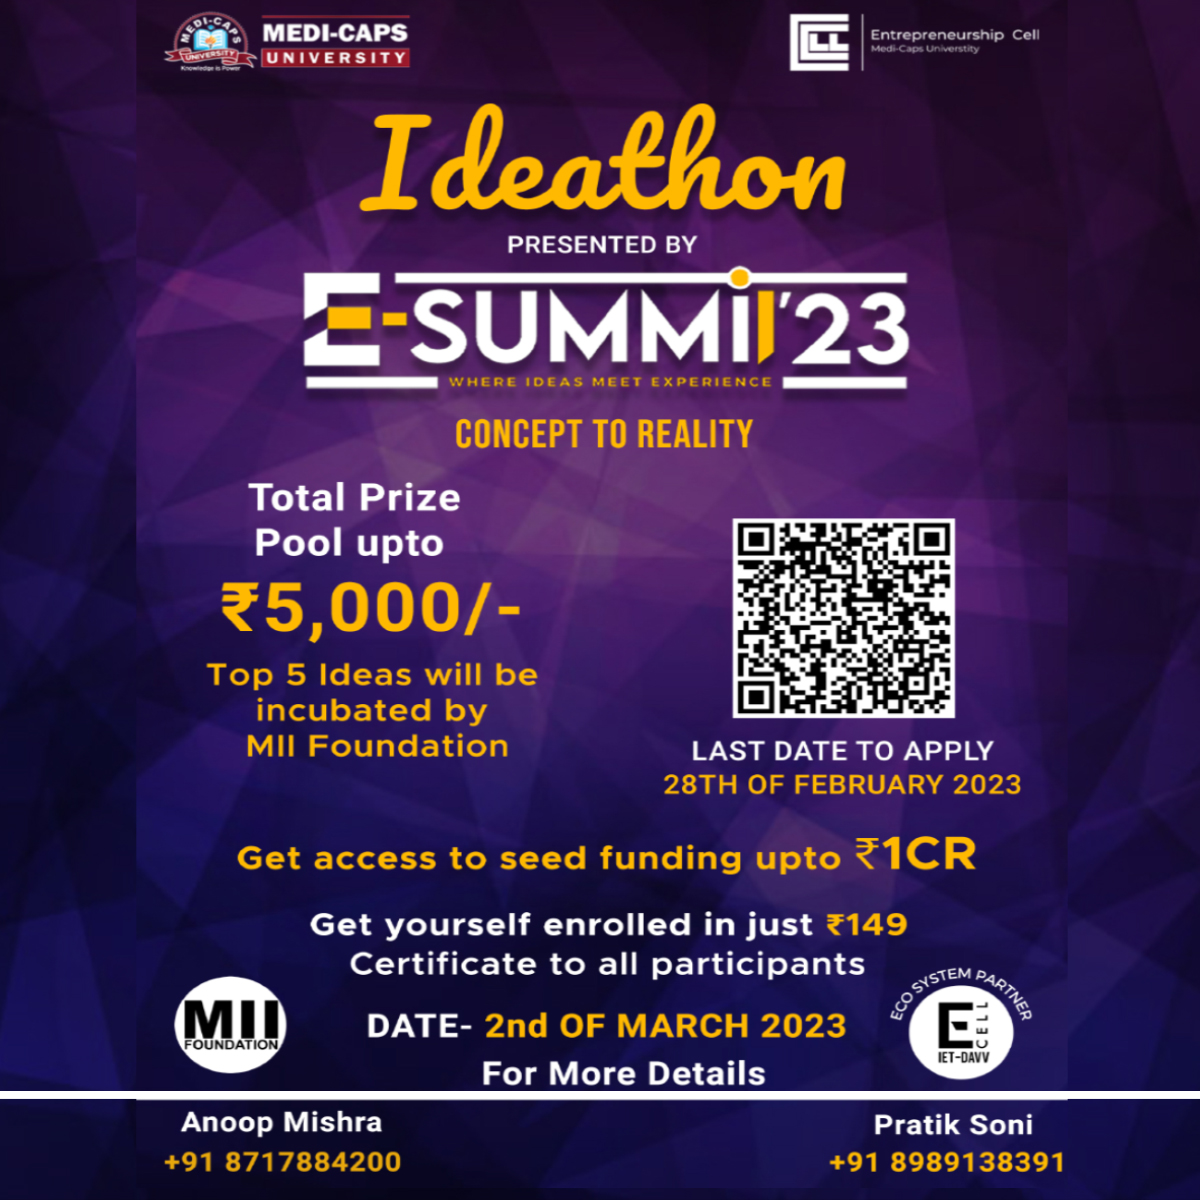 MEDI-CAPS
UNIVERSITY
Knowledge is Power
MEDI-CAPS
UNIVERSITY
Entrepreneurship Cell
Medi-Caps Universtity
Ideathon
PRESENTED BY
E-SUMMIT'23
WHERE IDEAS MEET EXPERIENCE
CONCEPT TO REALITY
Total Prize
Pool upto
₹5,000/-
Top 5 Ideas will be
incubated by
MII Foundation
LAST DATE TO APPLY
28TH OF FEBRUARY 2023
Get access to seed funding upto ₹1CR
Get yourself enrolled in just ₹149
Certificate to all participants
MII
FOUNDATION
DATE- 2nd OF MARCH 2023
For More Details
ECO SYSTEM PARTNER
E CELL
IET-DAVV
Anoop Mishra
+91 8717884200
Pratik Soni
+91 8989138391